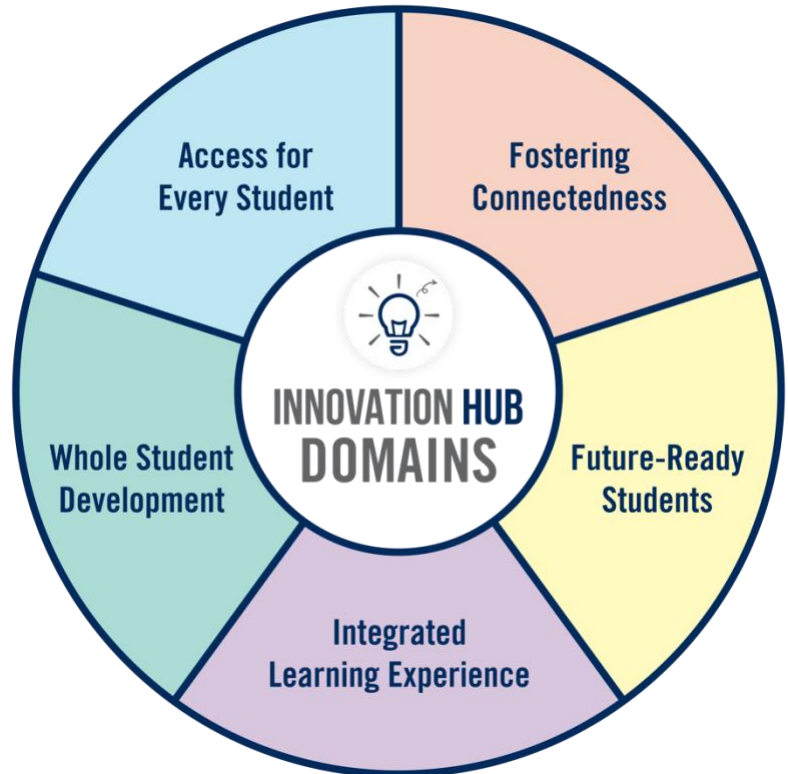 Access for
Every Student
Fostering
Connectedness
INNOVATION HUB
DOMAINS
Whole Student
Development
Future-Ready
Students
Integrated
Learning Experience